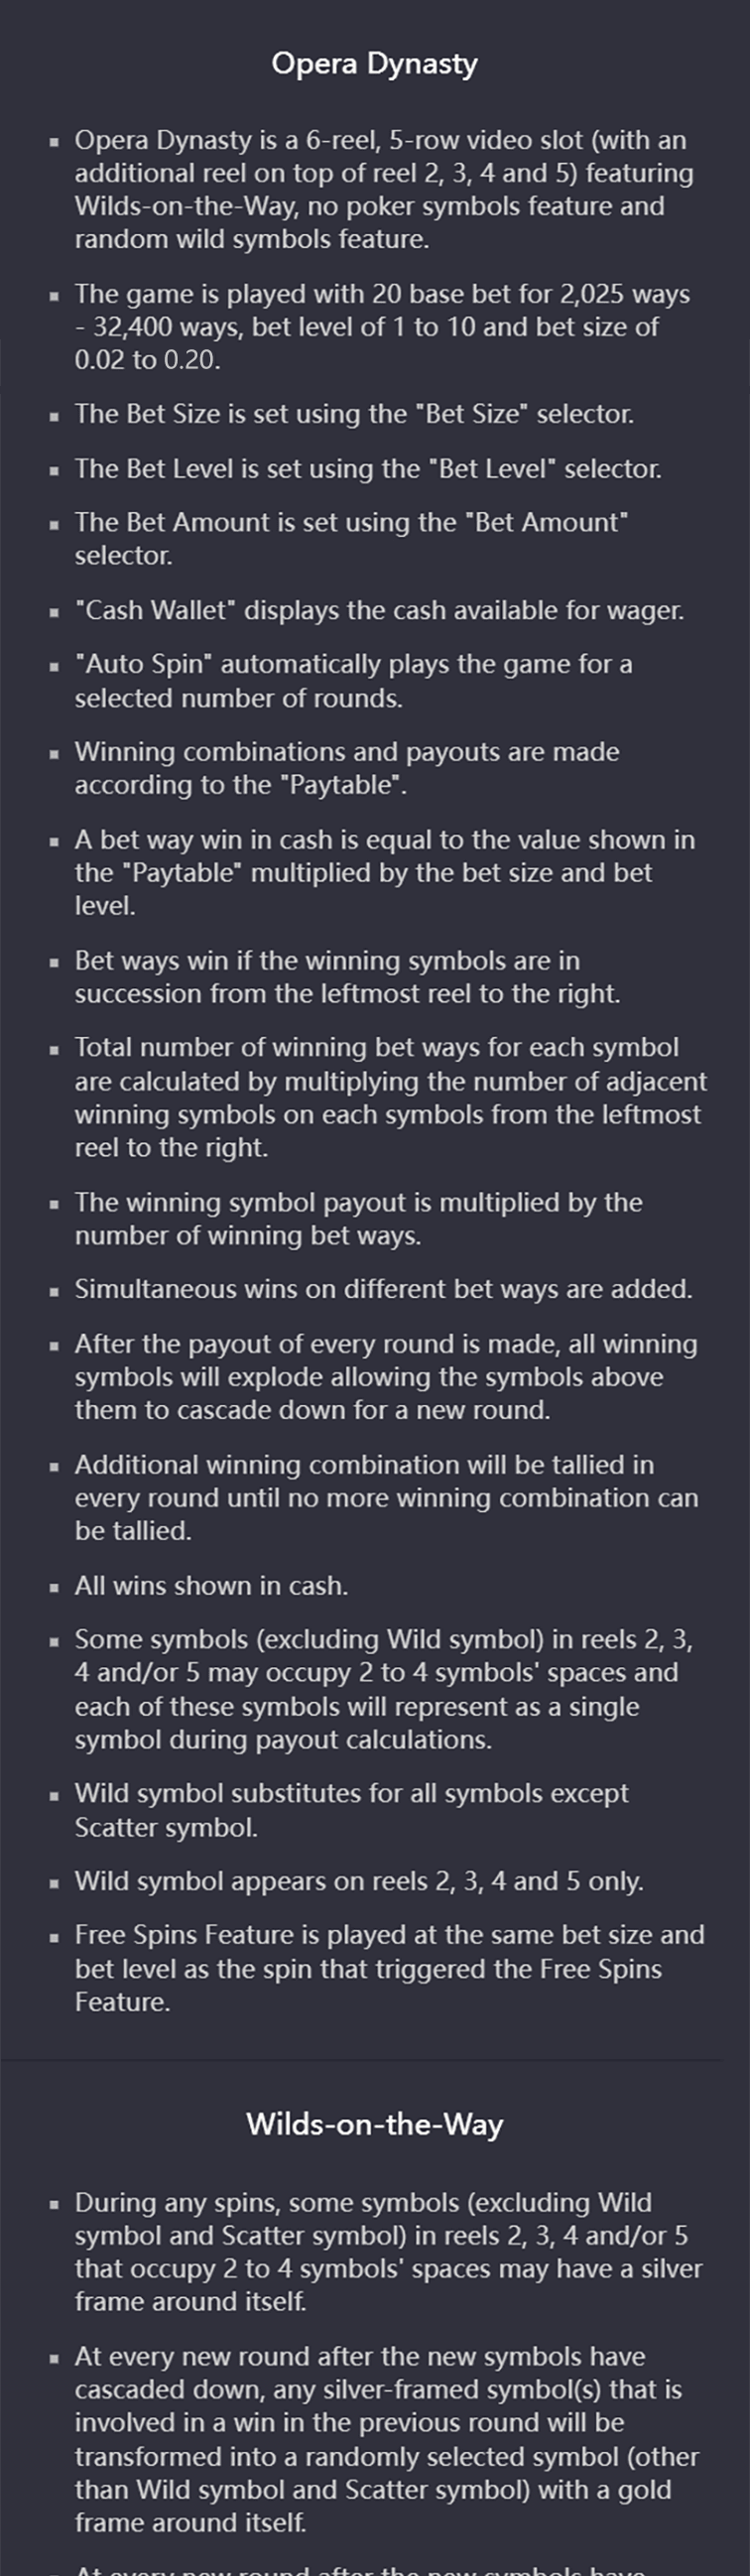 Opera Dynasty
▪ Opera Dynasty is a 6-reel, 5-row video slot (with an
additional reel on top of reel 2, 3, 4 and 5) featuring
Wilds-on-the-Way, no poker symbols feature and
random wild symbols feature.
▪ The game is played with 20 base bet for 2,025 ways
- 32,400 ways, bet level of 1 to 10 and bet size of
0.02 to 0.20.
▪ The Bet Size is set using the "Bet Size" selector.
▪ The Bet Level is set using the "Bet Level" selector.
▪ The Bet Amount is set using the "Bet Amount"
selector.
▪ "Cash Wallet" displays the cash available for wager.
▪ "Auto Spin" automatically plays the game for a
selected number of rounds.
▪ Winning combinations and payouts are made
according to the "Paytable".
▪ A bet way win in cash is equal to the value shown in
the "Paytable" multiplied by the bet size and bet
level.
▪ Bet ways win if the winning symbols are in
succession from the leftmost reel to the right.
▪ Total number of winning bet ways for each symbol
are calculated by multiplying the number of adjacent
winning symbols on each symbols from the leftmost
reel to the right.
▪ The winning symbol payout is multiplied by the
number of winning bet ways.
▪ Simultaneous wins on different bet ways are added.
▪ After the payout of every round is made, all winning
symbols will explode allowing the symbols above
them to cascade down for a new round.
▪ Additional winning combination will be tallied in
every round until no more winning combination can
be tallied.
▪ All wins shown in cash.
▪ Some symbols (excluding Wild symbol) in reels 2, 3,
4 and/or 5 may occupy 2 to 4 symbols' spaces and
each of these symbols will represent as a single
symbol during payout calculations.
▪ Wild symbol substitutes for all symbols except
Scatter symbol.
▪ Wild symbol appears on reels 2, 3, 4 and 5 only.
▪ Free Spins Feature is played at the same bet size and
bet level as the spin that triggered the Free Spins
Feature.
Wilds-on-the-Way
▪ During any spins, some symbols (excluding Wild
symbol and Scatter symbol) in reels 2, 3, 4 and/or 5
that occupy 2 to 4 symbols' spaces may have a silver
frame around itself.
▪ At every new round after the new symbols have
cascaded down, any silver-framed symbol(s) that is
involved in a win in the previous round will be
transformed into a randomly selected symbol (other
than Wild symbol and Scatter symbol) with a gold
frame around itself.
At every new round after the new symbols have